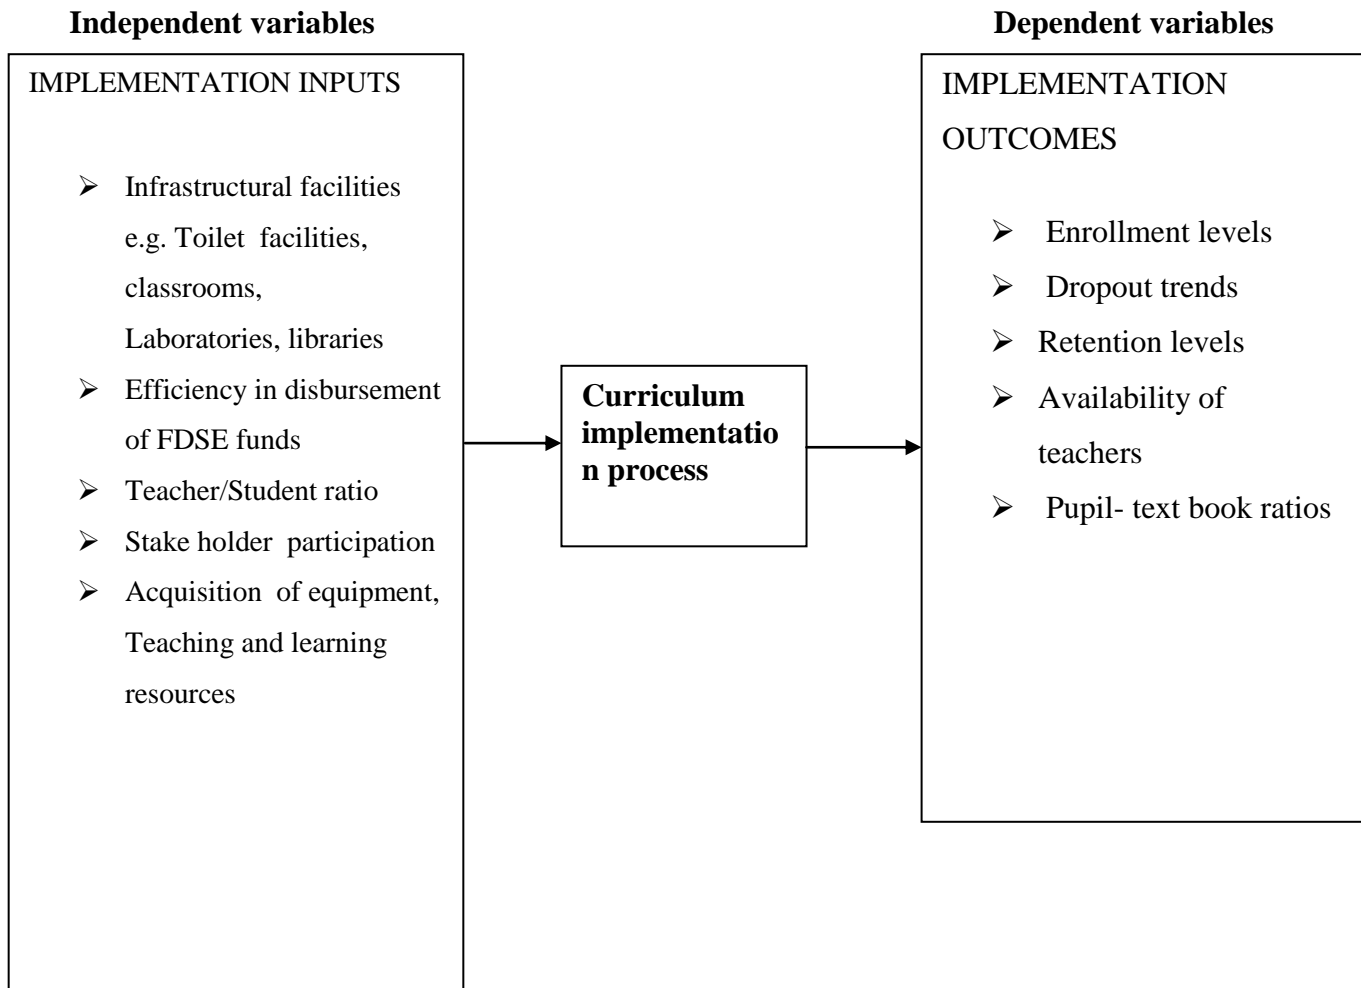 Independent variables
IMPLEMENTATION INPUTS
➢ Infrastructural facilities
e.g. Toilet facilities,
classrooms,
Laboratories, libraries
➢ Efficiency in disbursement
of FDSE funds
➢ Teacher/Student ratio
➢ Stake holder participation
➢ Acquisition of equipment,
Teaching and learning
resources
Curriculum
implementatio
n process
Dependent variables
IMPLEMENTATION
OUTCOMES
➢ Enrollment levels
➢ Dropout trends
➢ Retention levels
➢ Availability of
teachers
➢ Pupil- text book ratios